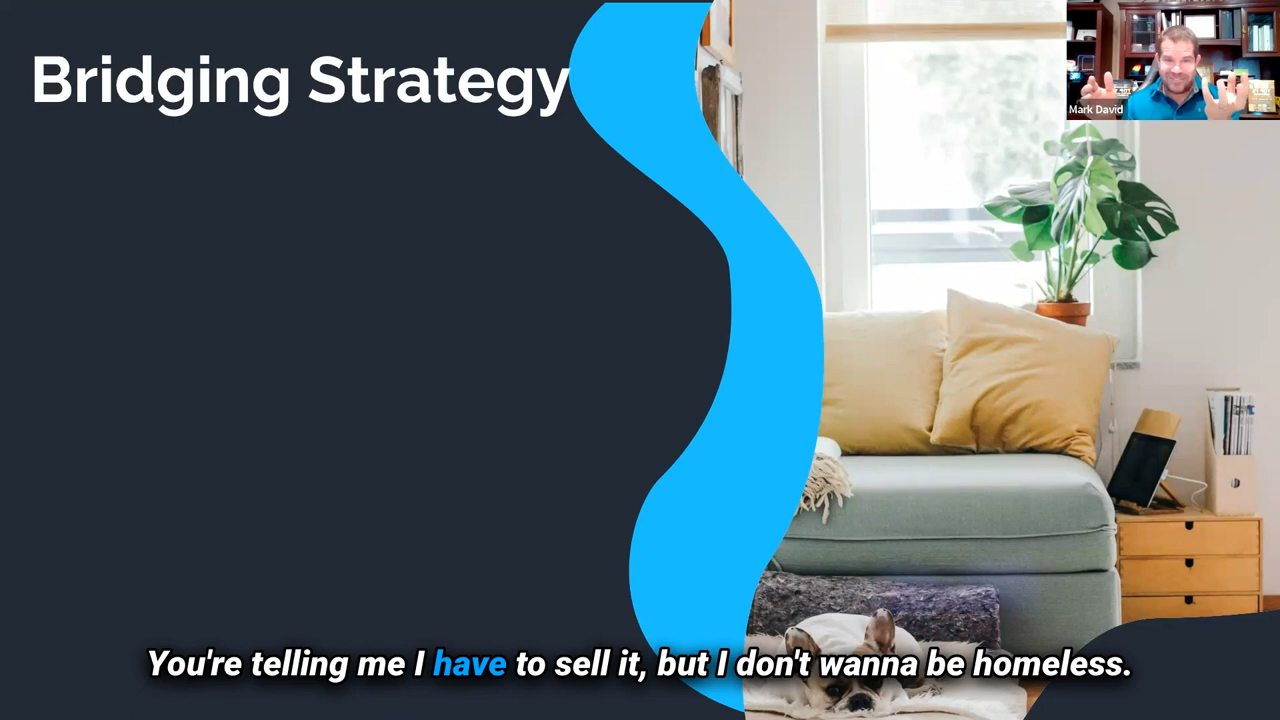 Bridging Strategy
Mark David
You're telling me I have to sell it, but I don't wanna be homeless.